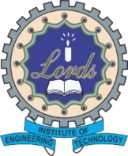 Lords
INSTITUTE OF
ENGINEERING TECHNOLOGY